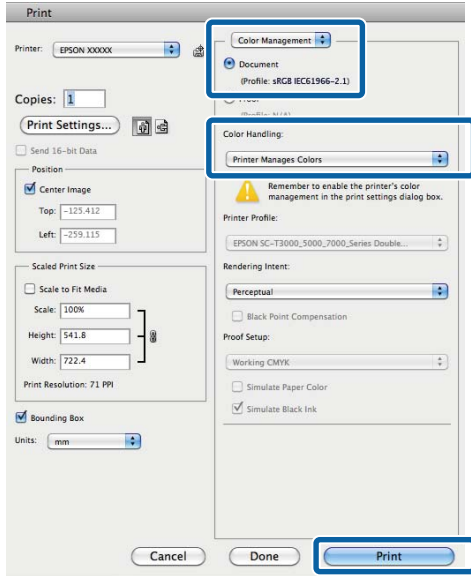 Print
Printer: EPSON XXXXX
Copies: 1
Print Settings...
Send 16-bit Data
Position
Center Image
Top: -125.412
Left: -259.115
Scaled Print Size
Scale to Fit Media
Scale: 100%
Height: 541.8
Width: 722.4
Print Resolution: 71 PPI
Bounding Box
Units: mm
Color Management
Document
(Profile: sRGB IEC61966-2.1)
Proof
(Profile: N/A)
Color Handling:
Printer Manages Colors
Remember to enable the printer's color
management in the print settings dialog box.
Printer Profile:
EPSON SC-T3000_5000_7000_Series Double...
Rendering Intent:
Perceptual
Black Point Compensation
Proof Setup:
Working CMYK
Simulate Paper Color
Simulate Black Ink
Cancel
Done
Print